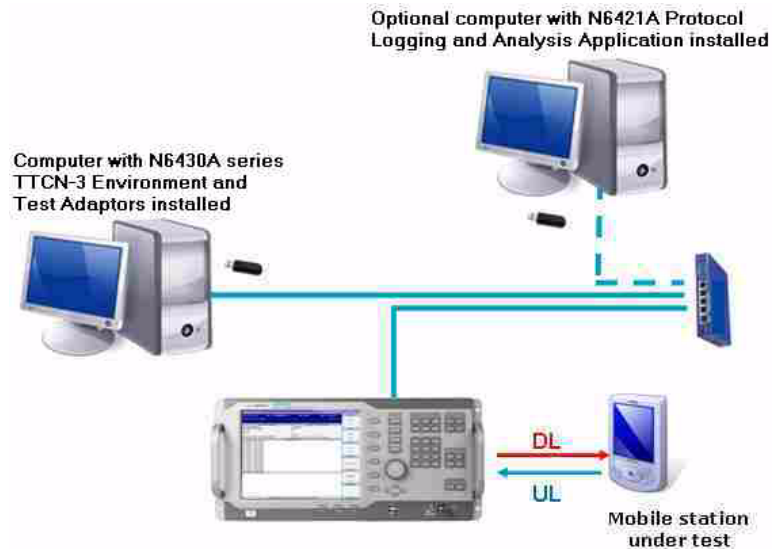 Optional computer with N6421A Protocol
Logging and Analysis Application installed
Computer with N6430A series
TTCN-3 Environment and
Test Adaptors installed
DL
UL
Mobile station
under test